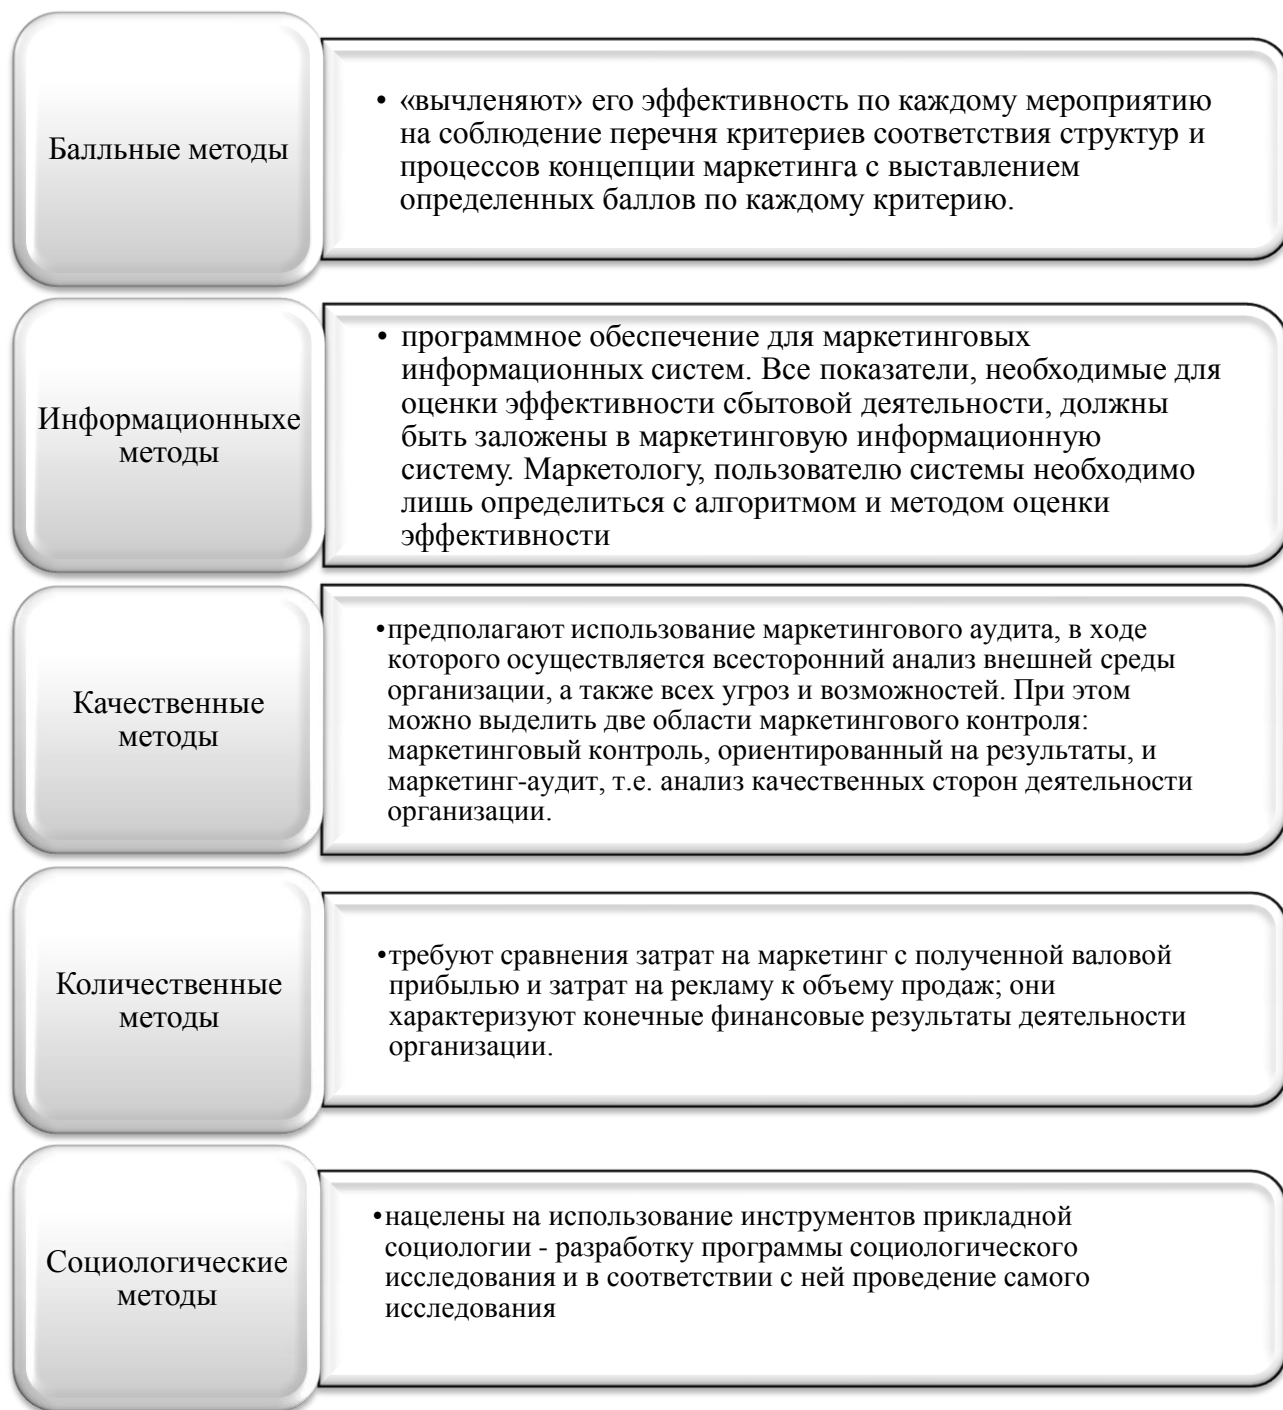 Балльные методы
• «вычленяют» его эффективность по каждому мероприятию
на соблюдение перечня критериев соответствия структур и
процессов концепции маркетинга с выставлением
определенных баллов по каждому критерию.
Информационныхе
методы
• программное обеспечение для маркетинговых
информационных систем. Все показатели, необходимые для
оценки эффективности сбытовой деятельности, должны
быть заложены в маркетинговую информационную
систему. Маркетологу, пользователю системы необходимо
лишь определиться с алгоритмом и методом оценки
эффективности
Качественные
методы
•предполагают использование маркетингового аудита, в ходе
которого осуществляется всесторонний анализ внешней среды
организации, а также всех угроз и возможностей. При этом
можно выделить две области маркетингового контроля:
маркетинговый контроль, ориентированный на результаты, и
маркетинг-аудит, т.е. анализ качественных сторон деятельности
организации.
Количественные
методы
•требуют сравнения затрат на маркетинг с полученной валовой
прибылью и затрат на рекламу к объему продаж; они
характеризуют конечные финансовые результаты деятельности
организации.
Социологические
методы
•нацелены на использование инструментов прикладной
социологии - разработку программы социологического
исследования и в соответствии с ней проведение самого
исследования